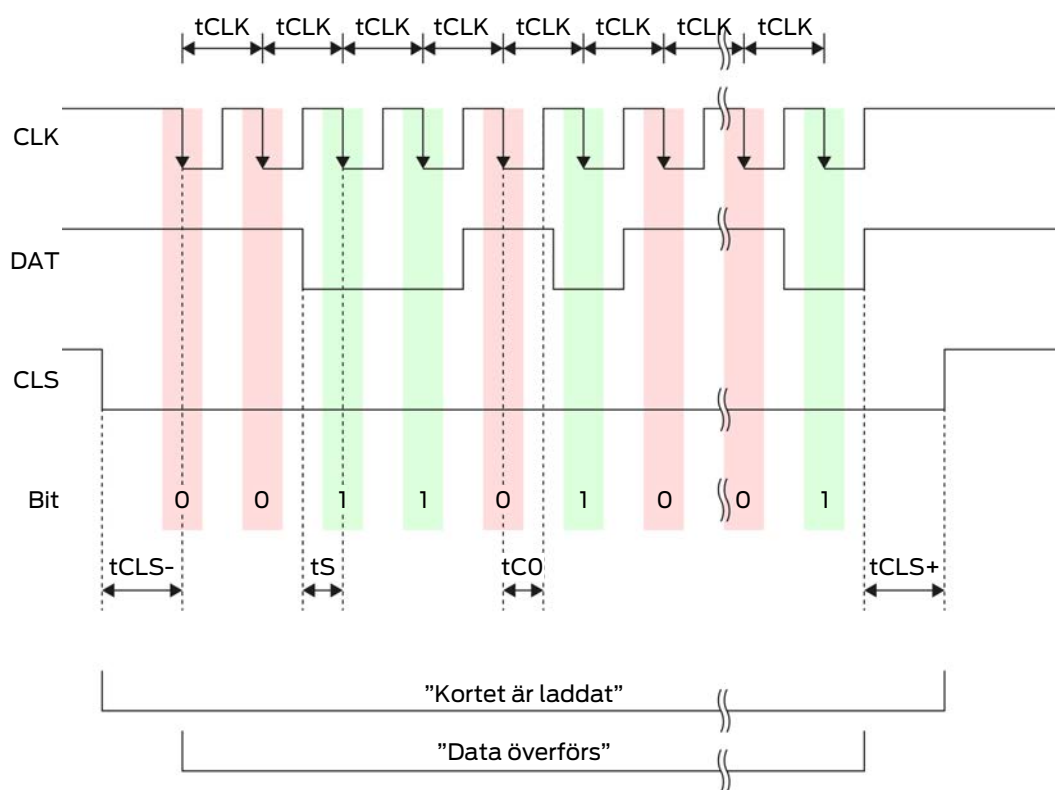 tCLK tCLK tCLK tCLK tCLK tCLK tCLK tCLK
CLK
DAT
CLS
Bit 0 0 1 1 0 1 0 0 1
tCLS- tS tC0 tCLS+
”Kortet är laddat”
”Data överförs”